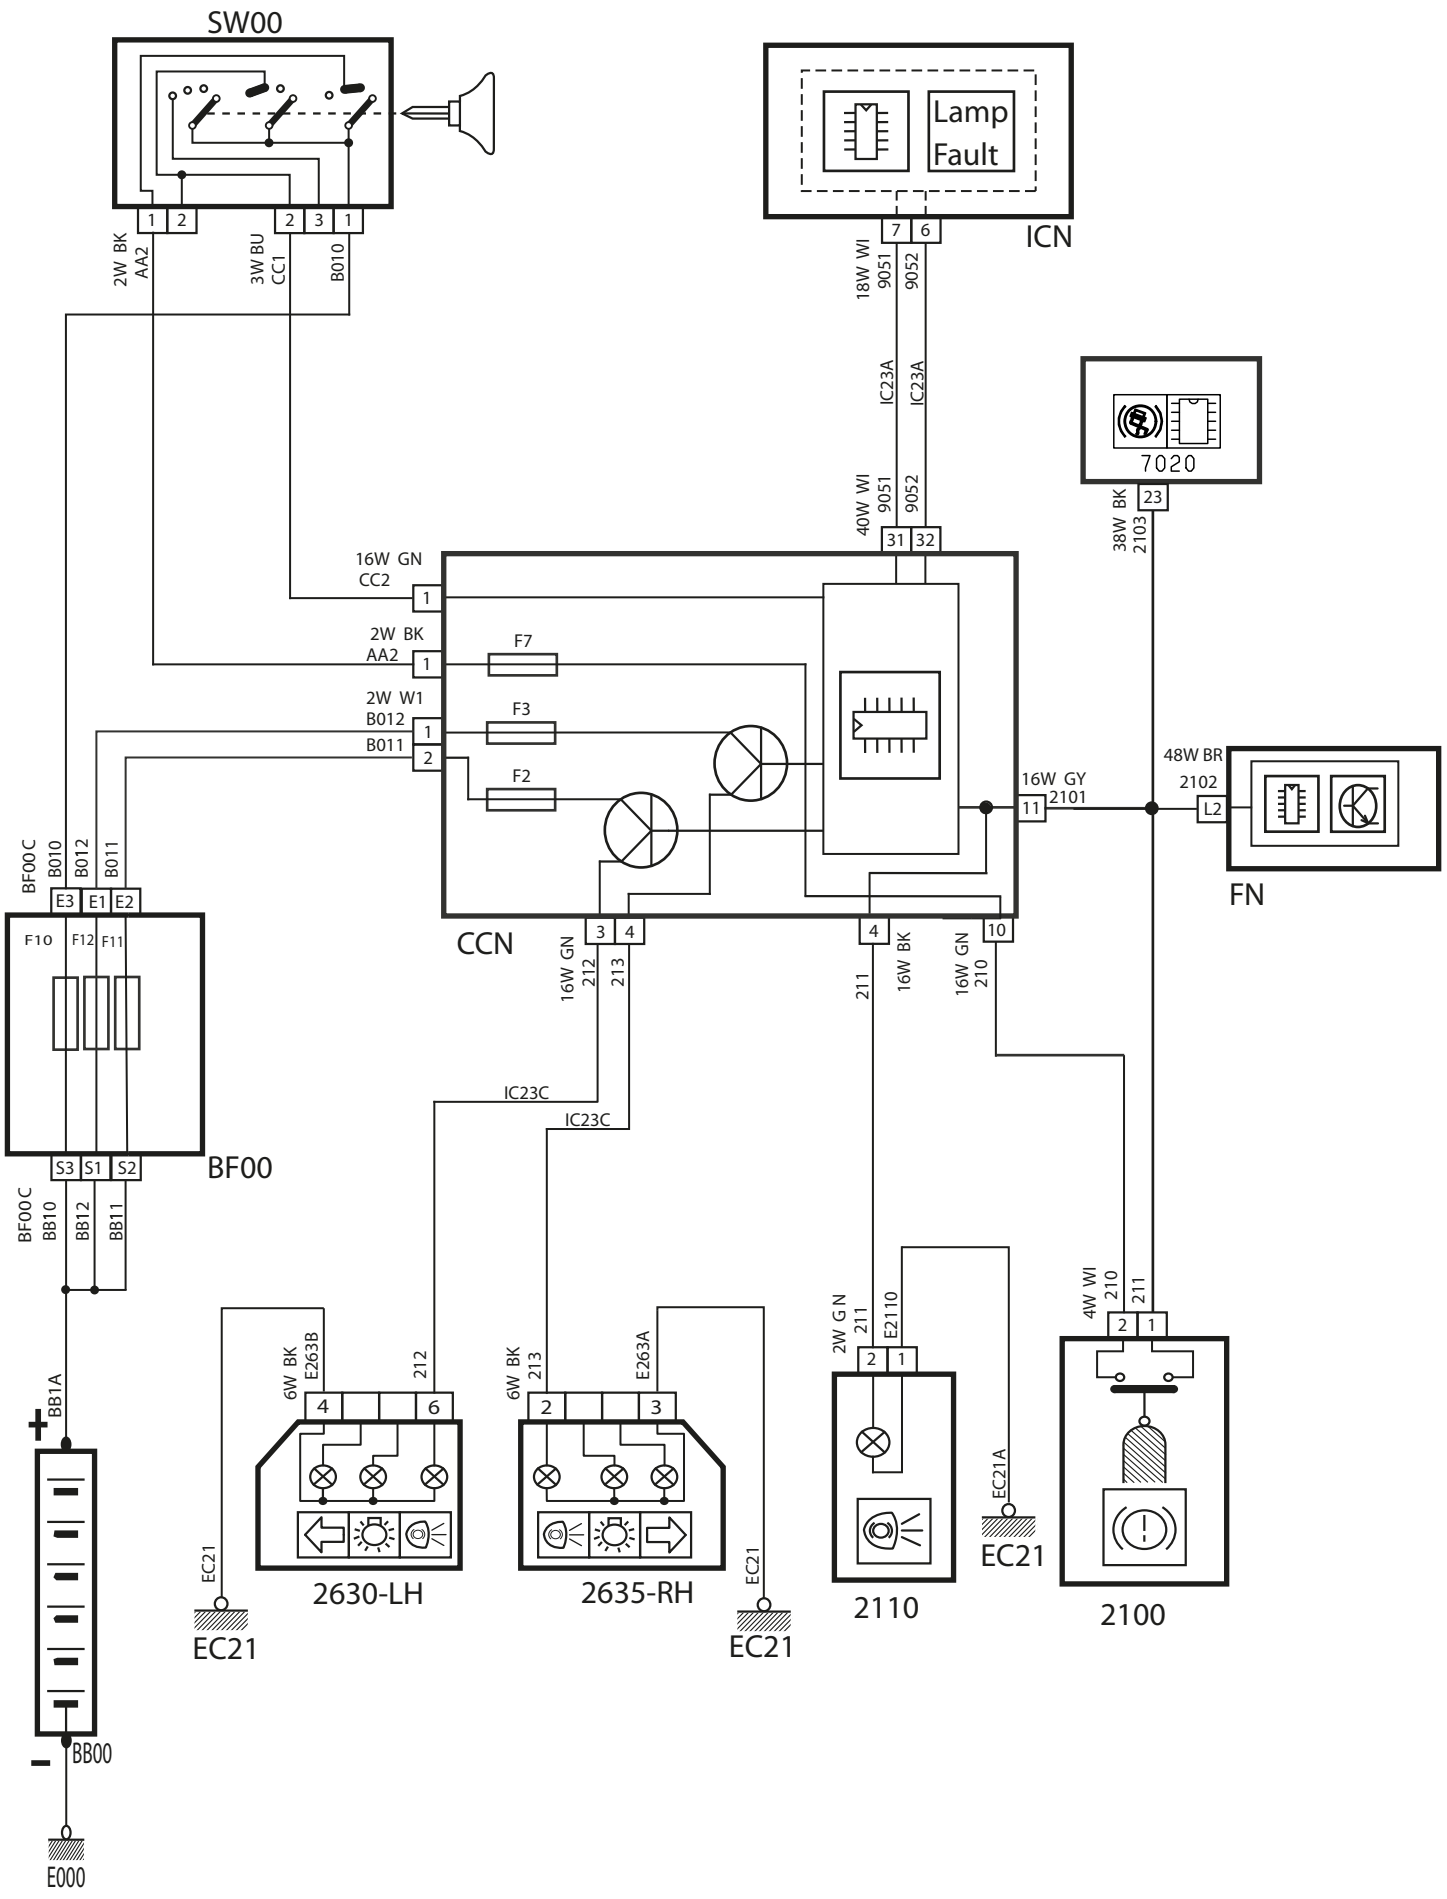 SW00
1 2 2 3 1
2W BK
AA2
3W BU
CC1
B010
Lamp
Fault
7 6
ICN
18W WI
9051
9052
IC23A
IC23A
40W WI
9051
9052
31 32
7020
23
38W BK
2103
16W GN
CC2
1
2W BK
AA2
1
F7
2W W1
B012
1
F3
B011
2
F2
16W GY
2101
11
48W BR
2102
L2
FN
CCN
3 4
16W GN
212
213
4
211
16W BK
10
16W GN
210
BF00C
B010
B012
B011
E3 E1 E2
F10 F12 F11
S3 S1 S2
BF00
BF00C
BB10
BB12
BB11
IC23C
IC23C
BB1A
+
-
BB00
E000
6W BK
E263B
212
4 6
EC21
EC21
2630-LH
6W BK
213
E263A
2 3
EC21
EC21
2635-RH
2W GN
211
E2110
2 1
EC21A
EC21
2110
4W WI
210
211
2 1
2100